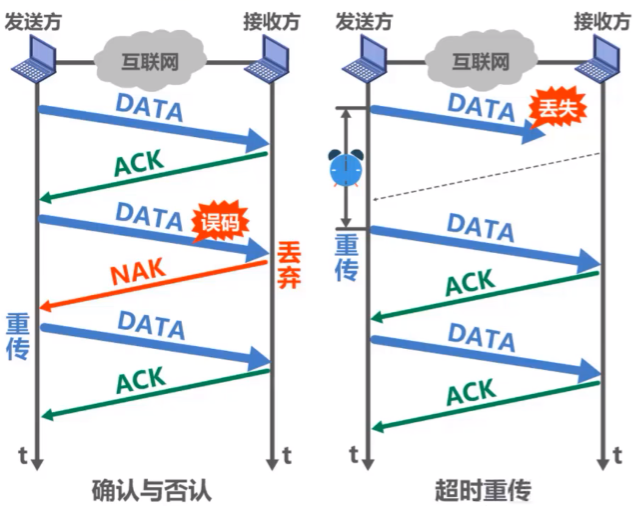 发送方
接收方
互联网
DATA
ACK
DATA
误码
NAK
丢弃
重传
DATA
ACK
t
t
确认与否认
发送方
接收方
互联网
DATA
丢失
重传
DATA
ACK
DATA
ACK
t
t
超时重传